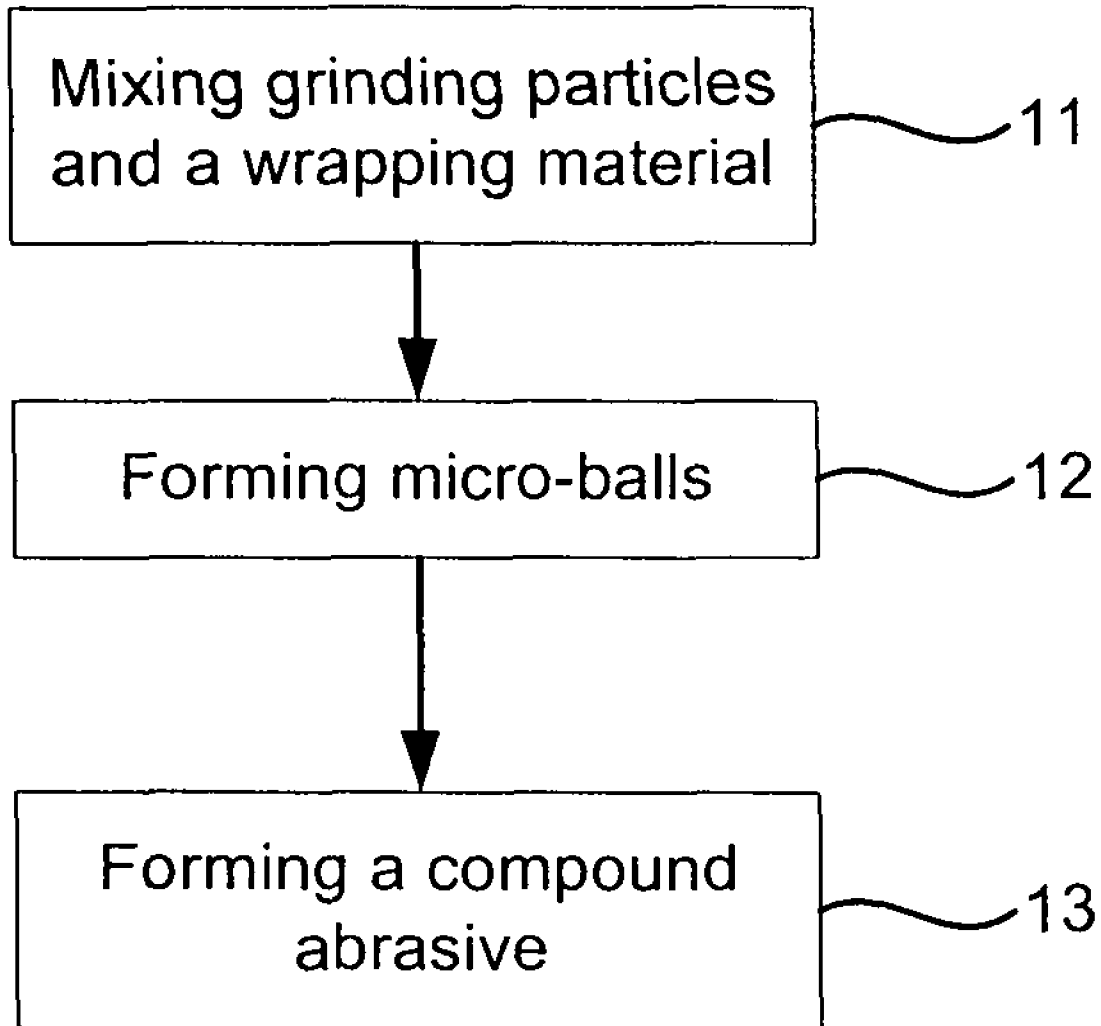 Mixing grinding particles
and a wrapping material
11
Forming micro-balls
12
Forming a compound
abrasive
13